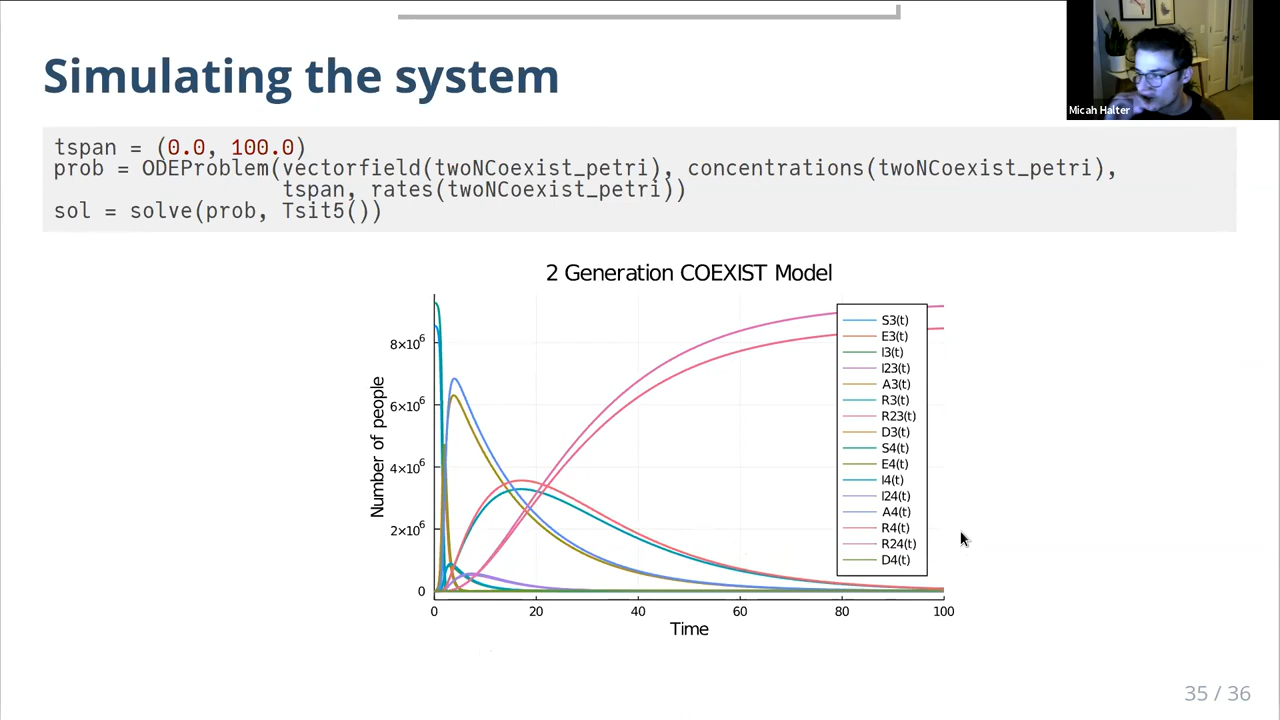 Simulating the system
Micah Halter
tspan = (0.0, 100.0)
prob = ODEProblem(vectorfield(twoNCoexist_petri), concentrations(twoNCoexist_petri),
tspan, rates(twoNCoexist_petri))
sol = solve(prob, Tsit5())
2 Generation COEXIST Model
8×10⁶
6×10⁶
4×10⁶
2×10⁶
0
Number of people
S3(t)
E3(t)
I3(t)
I23(t)
A3(t)
R3(t)
R23(t)
D3(t)
S4(t)
E4(t)
I4(t)
I24(t)
A4(t)
R4(t)
R24(t)
D4(t)
0 20 40 60 80 100
Time
35 / 36